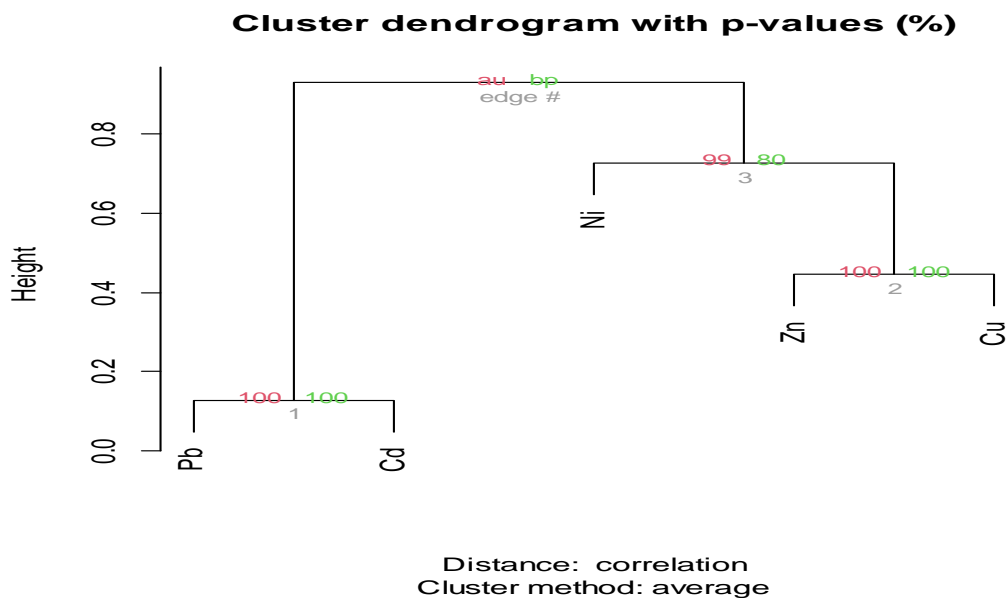 Cluster dendrogram with p-values (%)
au bp
edge #
0.8
99 80
3
Ni
0.6
Height
100 100
2
0.4
Zn
Cu
0.2
100 100
1
0.0
Pb
Cd
Distance: correlation
Cluster method: average